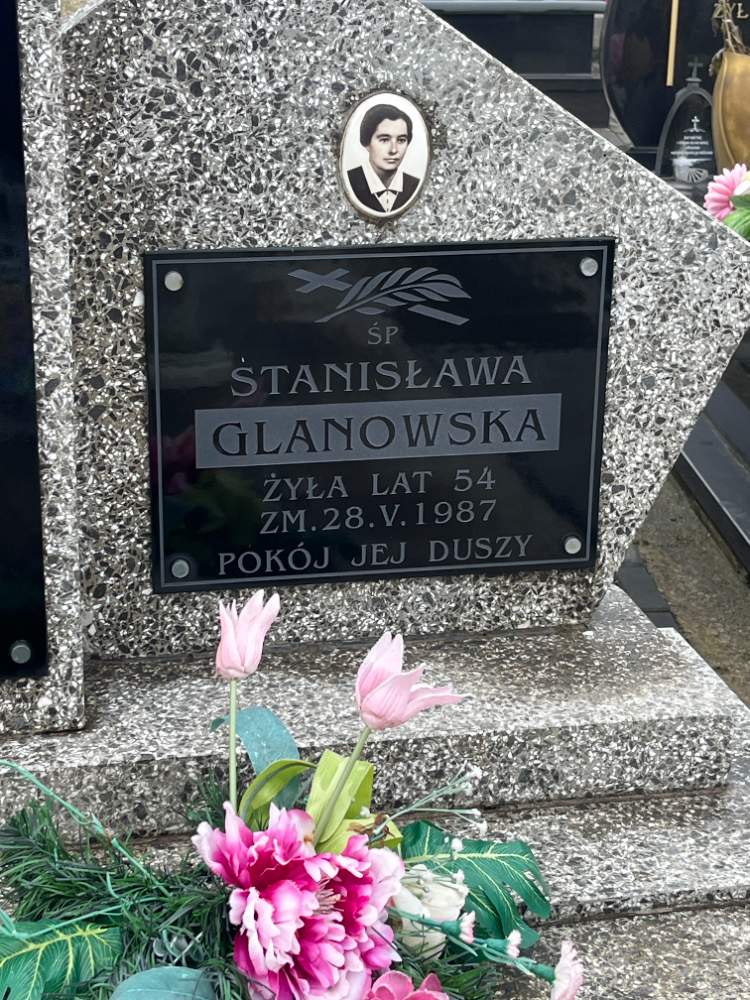 ŚP
STANISŁAWA
GLANOWSKA
ŻYŁA LAT 54
ZM.28.V.1987
POKÓJ JEJ DUSZY